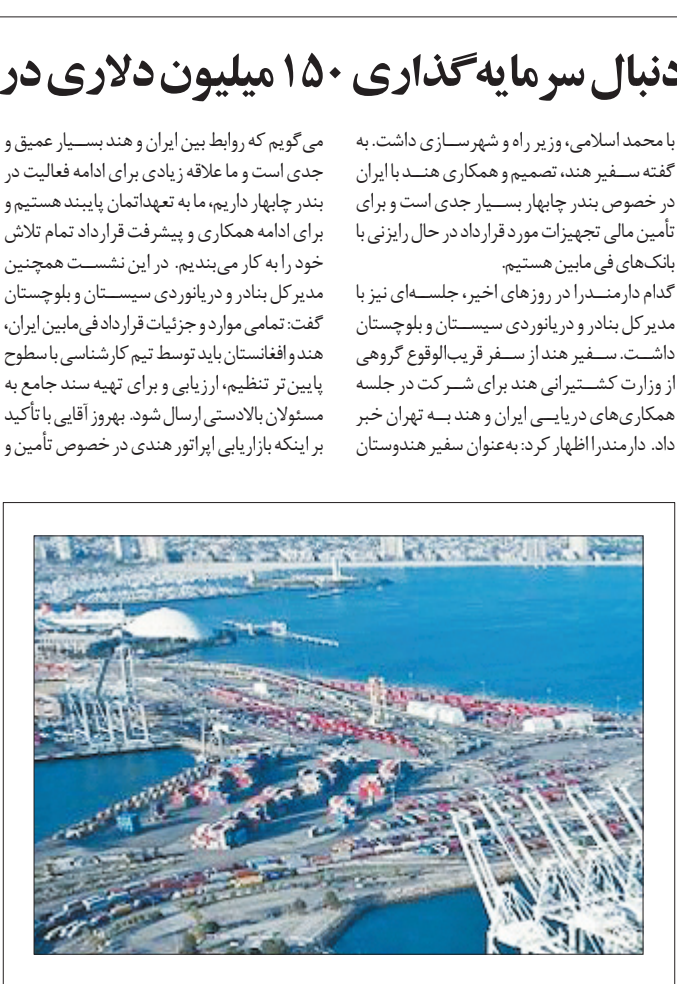 دنبال سرمایه‌گذاری ۱۵۰ میلیون دلاری در
با محمد اسلامی، وزیر راه و شهرسازی داشت. به
گفته سفیر هند، تصمیم و همکاری هند با ایران
در خصوص بندر چابهار بسیار جدی است و برای
تأمین مالی تجهیزات مورد قرارداد در حال رایزنی با
بانک‌های فی مابین هستیم.
گدام دارمندرا در روزهای اخیر، جلسه‌ای نیز با
مدیر کل بنادر و دریانوردی سیستان و بلوچستان
داشت. سفیر هند از سفر قریب‌الوقوع گروهی
از وزارت کشتیرانی هند برای شرکت در جلسه
همکاری‌های دریایی ایران و هند به تهران خبر
داد. دارمندرا اظهار کرد: به‌عنوان سفیر هندوستان
می‌گویم که روابط بین ایران و هند بسیار عمیق و
جدی است و ما علاقه زیادی برای ادامه فعالیت در
بندر چابهار داریم، ما به تعهداتمان پایبند هستیم و
برای ادامه همکاری و پیشرفت قرارداد تمام تلاش
خود را به کار می‌بندیم. در این نشست همچنین
مدیر کل بنادر و دریانوردی سیستان و بلوچستان
گفت: تمامی موارد و جزئیات قرارداد فی‌مابین ایران،
هند و افغانستان باید توسط تیم کارشناسی با سطوح
پایین‌تر تنظیم، ارزیابی و برای تهیه سند جامع به
مسئولان بالادستی ارسال شود. بهروز آقایی با تأکید
بر اینکه بازاریابی اپراتور هندی در خصوص تأمین و